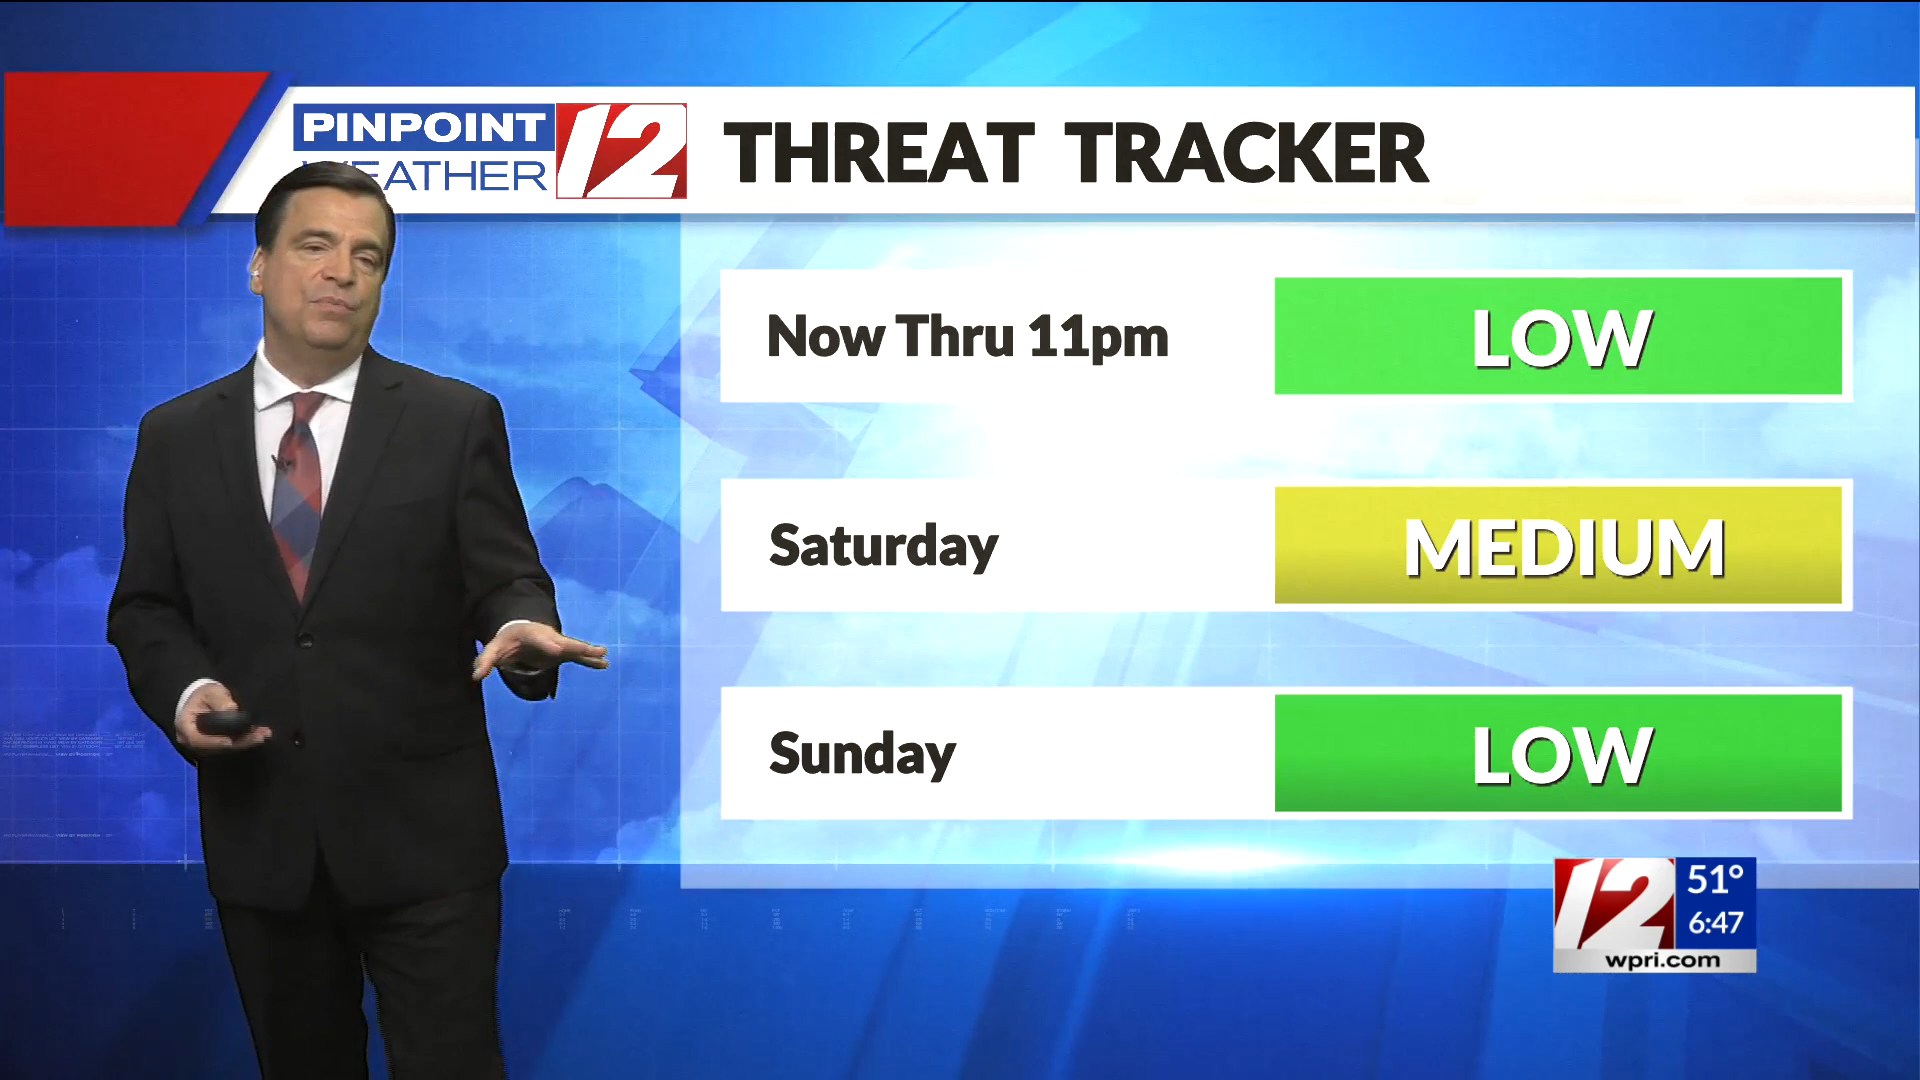 PINPOINT
WEATHER
12
THREAT TRACKER
Now Thru 11pm
LOW
Saturday
MEDIUM
Sunday
LOW
12
51°
6:47
wpri.com